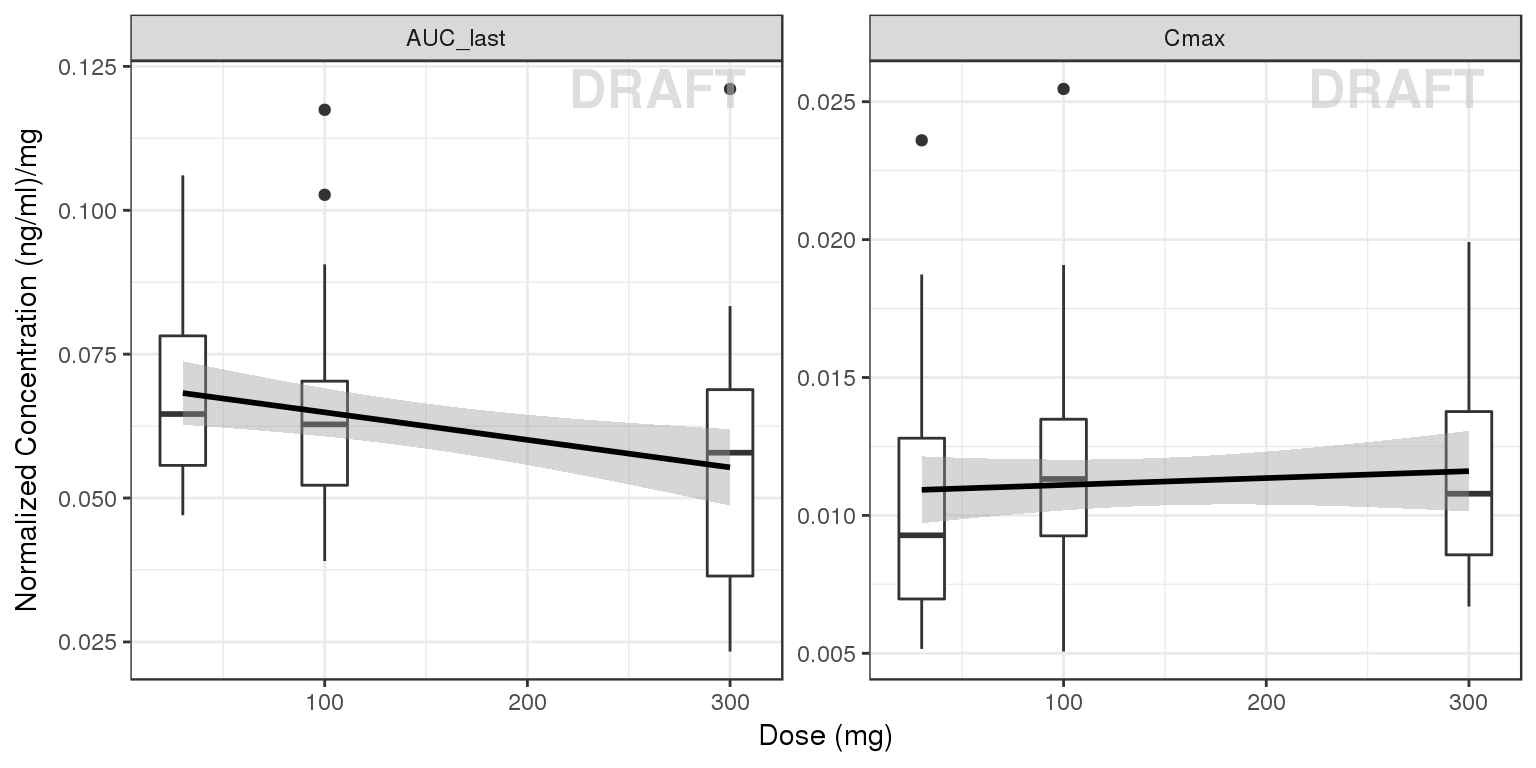 AUC_last
Cmax
DRAFT
DRAFT
Normalized Concentration (ng/ml)/mg
0.125
0.100
0.075
0.050
0.025
0.025
0.020
0.015
0.010
0.005
100
200
300
100
200
300
Dose (mg)